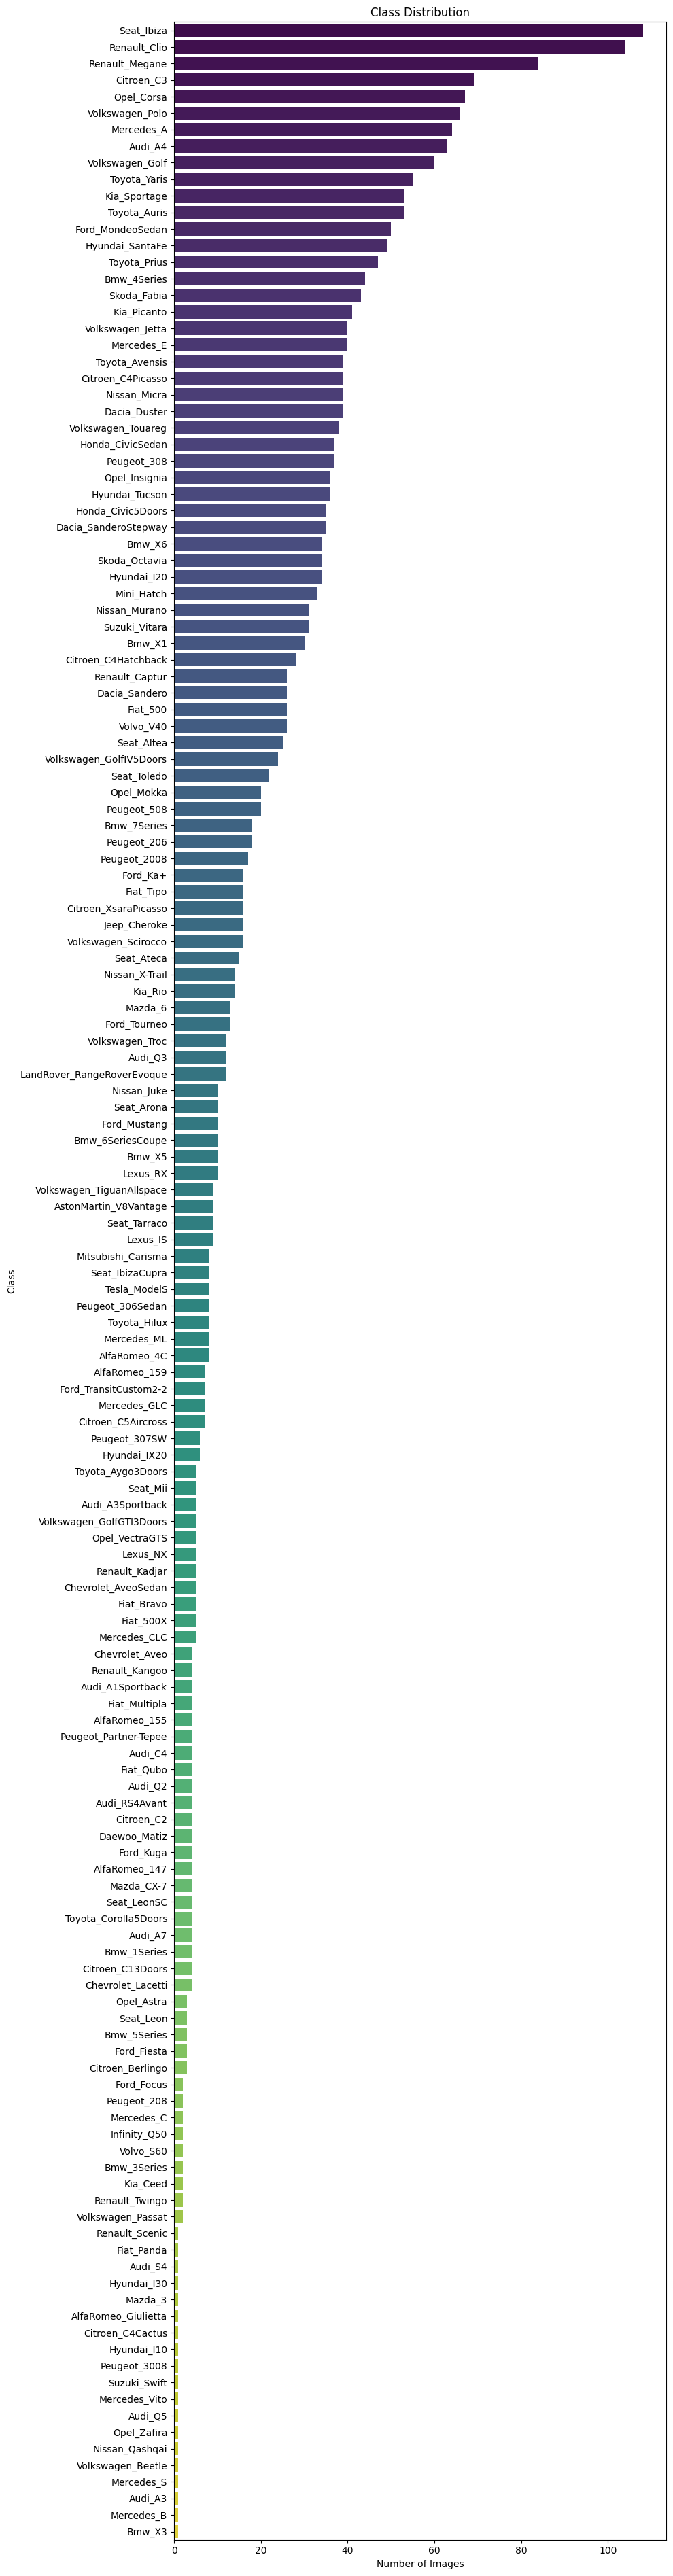 Class Distribution
Seat_Ibiza
Renault_Clio
Renault_Megane
Citroen_C3
Opel_Corsa
Volkswagen_Polo
Mercedes_A
Audi_A4
Volkswagen_Golf
Toyota_Yaris
Kia_Sportage
Toyota_Auris
Ford_MondeoSedan
Hyundai_SantaFe
Toyota_Prius
Bmw_4Series
Skoda_Fabia
Kia_Picanto
Volkswagen_Jetta
Mercedes_E
Toyota_Avensis
Citroen_C4Picasso
Nissan_Micra
Dacia_Duster
Volkswagen_Touareg
Honda_CivicSedan
Peugeot_308
Opel_Insignia
Hyundai_Tucson
Honda_Civic5Doors
Dacia_SanderoStepway
Bmw_X6
Skoda_Octavia
Hyundai_I20
Mini_Hatch
Nissan_Murano
Suzuki_Vitara
Bmw_X1
Citroen_C4Hatchback
Renault_Captur
Dacia_Sandero
Fiat_500
Volvo_V40
Seat_Altea
Volkswagen_GolfIV5Doors
Seat_Toledo
Opel_Mokka
Peugeot_508
Bmw_7Series
Peugeot_206
Peugeot_2008
Ford_Ka+
Fiat_Tipo
Citroen_XsaraPicasso
Jeep_Cheroke
Volkswagen_Scirocco
Seat_Ateca
Nissan_X-Trail
Kia_Rio
Mazda_6
Ford_Tourneo
Volkswagen_Troc
Audi_Q3
LandRover_RangeRoverEvoque
Nissan_Juke
Seat_Arona
Ford_Mustang
Bmw_6SeriesCoupe
Bmw_X5
Lexus_RX
Volkswagen_TiguanAllspace
AstonMartin_V8Vantage
Seat_Tarraco
Lexus_IS
Mitsubishi_Carisma
Seat_IbizaCupra
Tesla_ModelS
Peugeot_306Sedan
Toyota_Hilux
Mercedes_ML
AlfaRomeo_4C
AlfaRomeo_159
Ford_TransitCustom2-2
Mercedes_GLC
Citroen_C5Aircross
Peugeot_307SW
Hyundai_IX20
Toyota_Aygo3Doors
Seat_Mii
Audi_A3Sportback
Volkswagen_GolfGTI3Doors
Opel_VectraGTS
Lexus_NX
Renault_Kadjar
Chevrolet_AveoSedan
Fiat_Bravo
Fiat_500X
Mercedes_CLC
Chevrolet_Aveo
Renault_Kangoo
Audi_A1Sportback
Fiat_Multipla
AlfaRomeo_155
Peugeot_Partner-Tepee
Audi_C4
Fiat_Qubo
Audi_Q2
Audi_RS4Avant
Citroen_C2
Daewoo_Matiz
Ford_Kuga
AlfaRomeo_147
Mazda_CX-7
Seat_LeonSC
Toyota_Corolla5Doors
Audi_A7
Bmw_1Series
Citroen_C13Doors
Chevrolet_Lacetti
Opel_Astra
Seat_Leon
Bmw_5Series
Ford_Fiesta
Citroen_Berlingo
Ford_Focus
Peugeot_208
Mercedes_C
Infinity_Q50
Volvo_S60
Bmw_3Series
Kia_Ceed
Renault_Twingo
Volkswagen_Passat
Renault_Scenic
Fiat_Panda
Audi_S4
Hyundai_I30
Mazda_3
AlfaRomeo_Giulietta
Citroen_C4Cactus
Hyundai_I10
Peugeot_3008
Suzuki_Swift
Mercedes_Vito
Audi_Q5
Opel_Zafira
Nissan_Qashqai
Volkswagen_Beetle
Mercedes_S
Audi_A3
Mercedes_B
Bmw_X3
Class
0 20 40 60 80 100
Number of Images